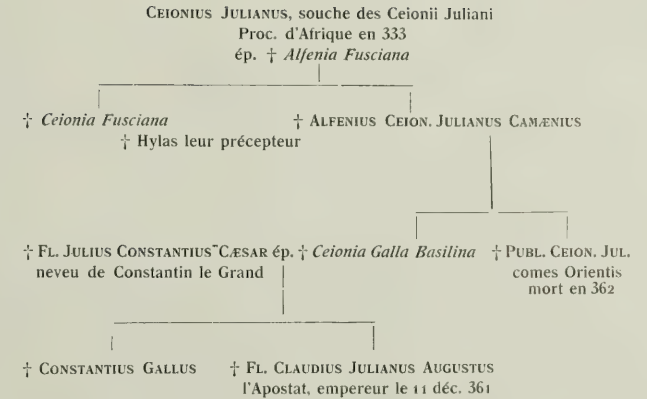 CEIONIUS JULIANUS, souche des Ceionii Juliani
Proc. d'Afrique en 333
ép. † Alfenia Fusciana
† Ceionia Fusciana † ALFENIUS CEION. JULIANUS CAMÆNIUS
† Hylas leur précepteur
† FL. JULIUS CONSTANTIUS CÆSAR ép. † Ceionia Galla Basilina † PUBL. CEION. JUL.
neveu de Constantin le Grand comes Orientis
mort en 362
† CONSTANTIUS GALLUS † FL. CLAUDIUS JULIANUS AUGUSTUS
l'Apostat, empereur le 11 déc. 361